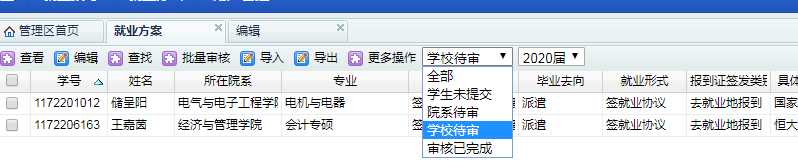 管理区首页 就业方案 编辑
查看 编辑 查找 批量审核 导入 导出 更多操作 学校待审 2020届
学号 姓名 所在院系 专业 毕业去向 就业形式 报到证签发类别 具体
1172201012 储呈阳 电气与电子工程学院 电机与电器 签 派遣 签就业协议 去就业地报到 国家
1172206163 王嘉茵 经济与管理学院 会计专硕 签 派遣 签就业协议 去就业地报到 恒大
全部
学生未提交
院系待审
学校待审
审核已完成